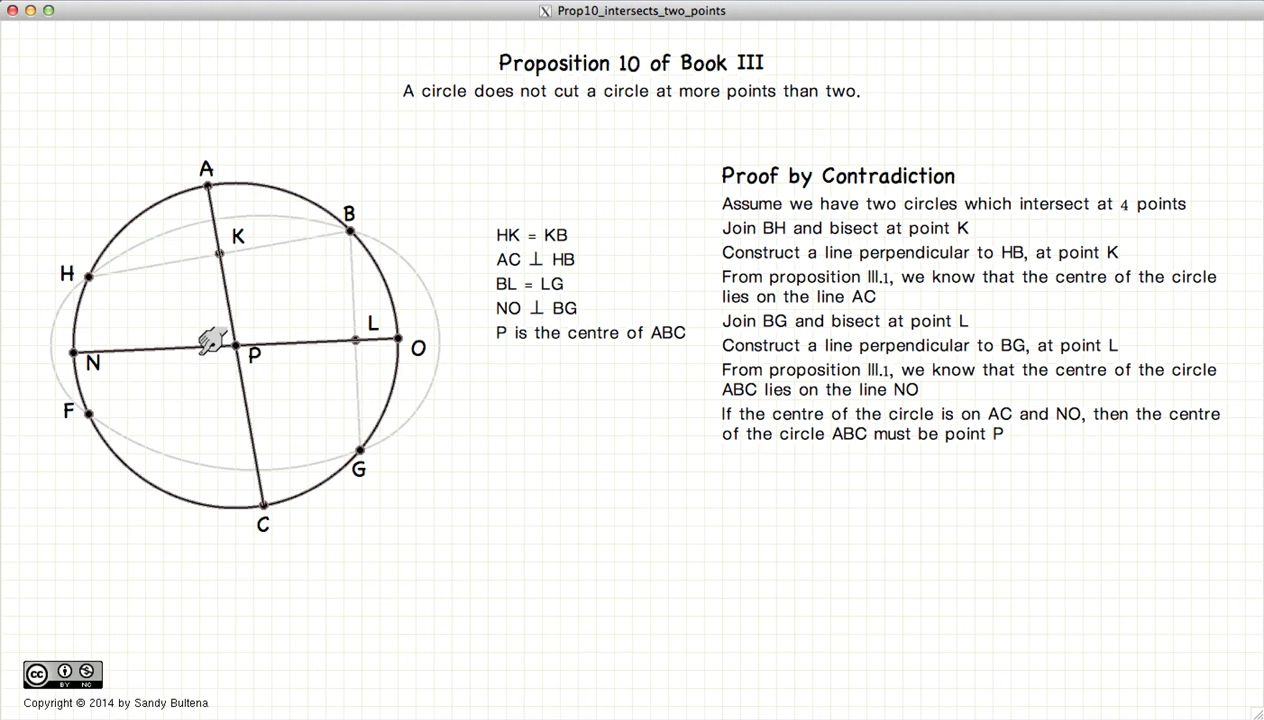 Prop10_intersects_two_points
Proposition 10 of Book III
A circle does not cut a circle at more points than two.
A
B
K
H
L
N
P
O
F
G
C
HK = KB
AC ⊥ HB
BL = LG
NO ⊥ BG
P is the centre of ABC
Proof by Contradiction
Assume we have two circles which intersect at 4 points
Join BH and bisect at point K
Construct a line perpendicular to HB, at point K
From proposition III.1, we know that the centre of the circle
lies on the line AC
Join BG and bisect at point L
Construct a line perpendicular to BG, at point L
From proposition III.1, we know that the centre of the circle
ABC lies on the line NO
If the centre of the circle is on AC and NO, then the centre
of the circle ABC must be point P
cc
BY NC
Copyright © 2014 by Sandy Bultena